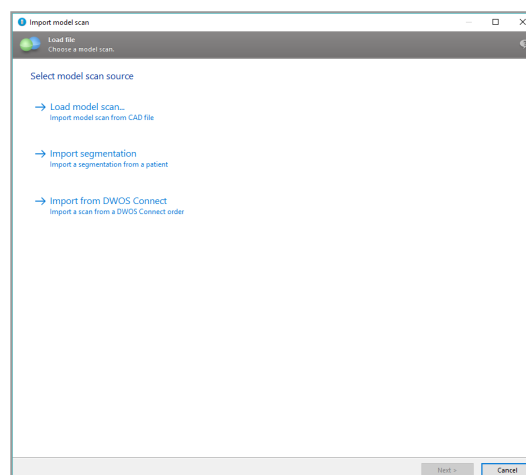 Import model scan
Load file
Choose a model scan.
Select model scan source
Load model scan...
Import model scan from CAD file
Import segmentation
Import a segmentation from a patient
Import from DWOS Connect
Import a scan from a DWOS Connect order
Next >
Cancel